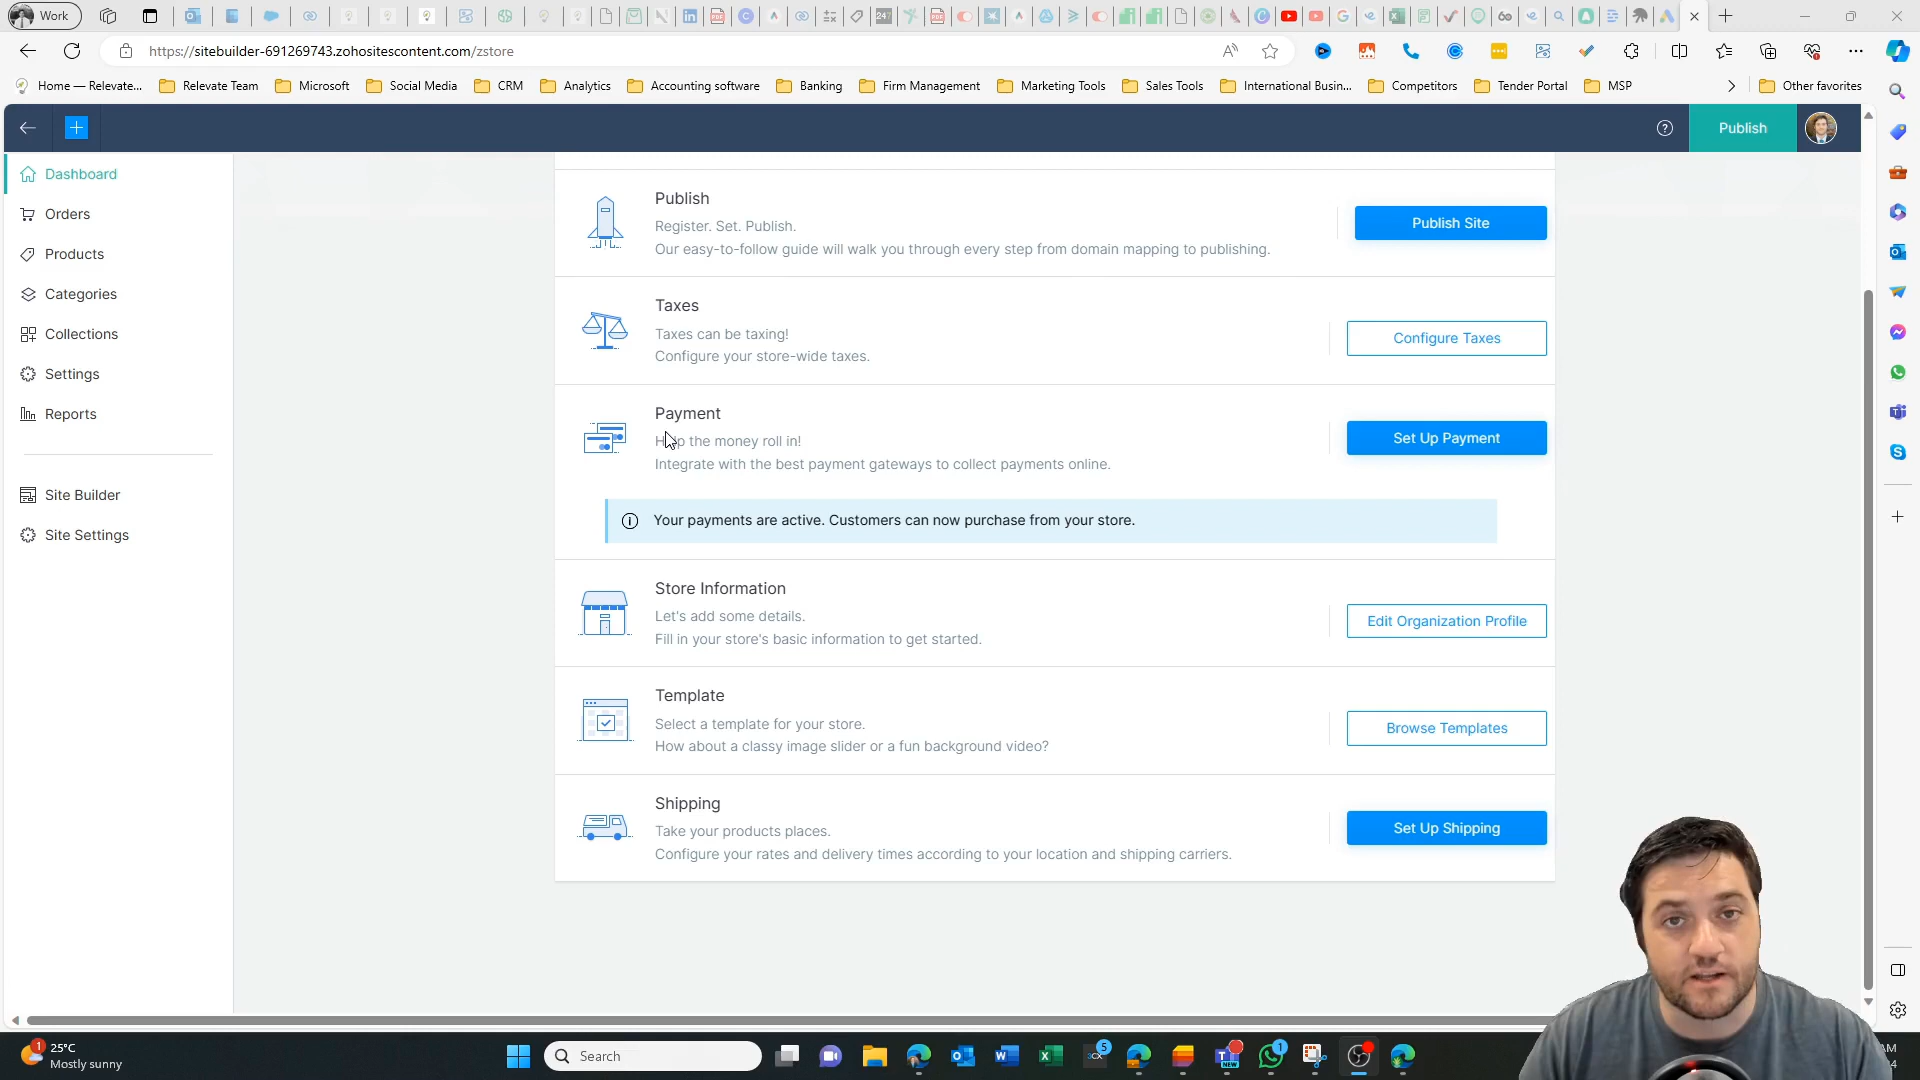 Work
https://sitebuilder-691269743.zohositescontent.com/zstore
Home — Relevate...
Relevate Team
Microsoft
Social Media
CRM
Analytics
Accounting software
Banking
Firm Management
Marketing Tools
Sales Tools
International Busin...
Competitors
Tender Portal
MSP
Other favorites
Publish
Dashboard
Orders
Products
Categories
Collections
Settings
Reports
Site Builder
Site Settings
Publish
Register. Set. Publish.
Our easy-to-follow guide will walk you through every step from domain mapping to publishing.
Publish Site
Taxes
Taxes can be taxing!
Configure your store-wide taxes.
Configure Taxes
Payment
Help the money roll in!
Integrate with the best payment gateways to collect payments online.
Set Up Payment
Your payments are active. Customers can now purchase from your store.
Store Information
Let's add some details.
Fill in your store's basic information to get started.
Edit Organization Profile
Template
Select a template for your store.
How about a classy image slider or a fun background video?
Browse Templates
Shipping
Take your products places.
Configure your rates and delivery times according to your location and shipping carriers.
Set Up Shipping
1
25°C
Mostly sunny
Search
3CX
5
NEW
1